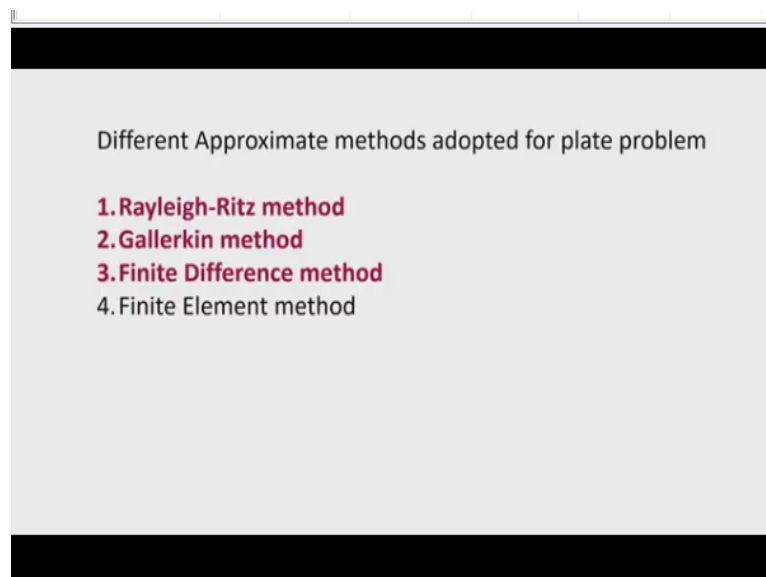 Different Approximate methods adopted for plate problem
1. Rayleigh-Ritz method
2. Gallerkin method
3. Finite Difference method
4. Finite Element method